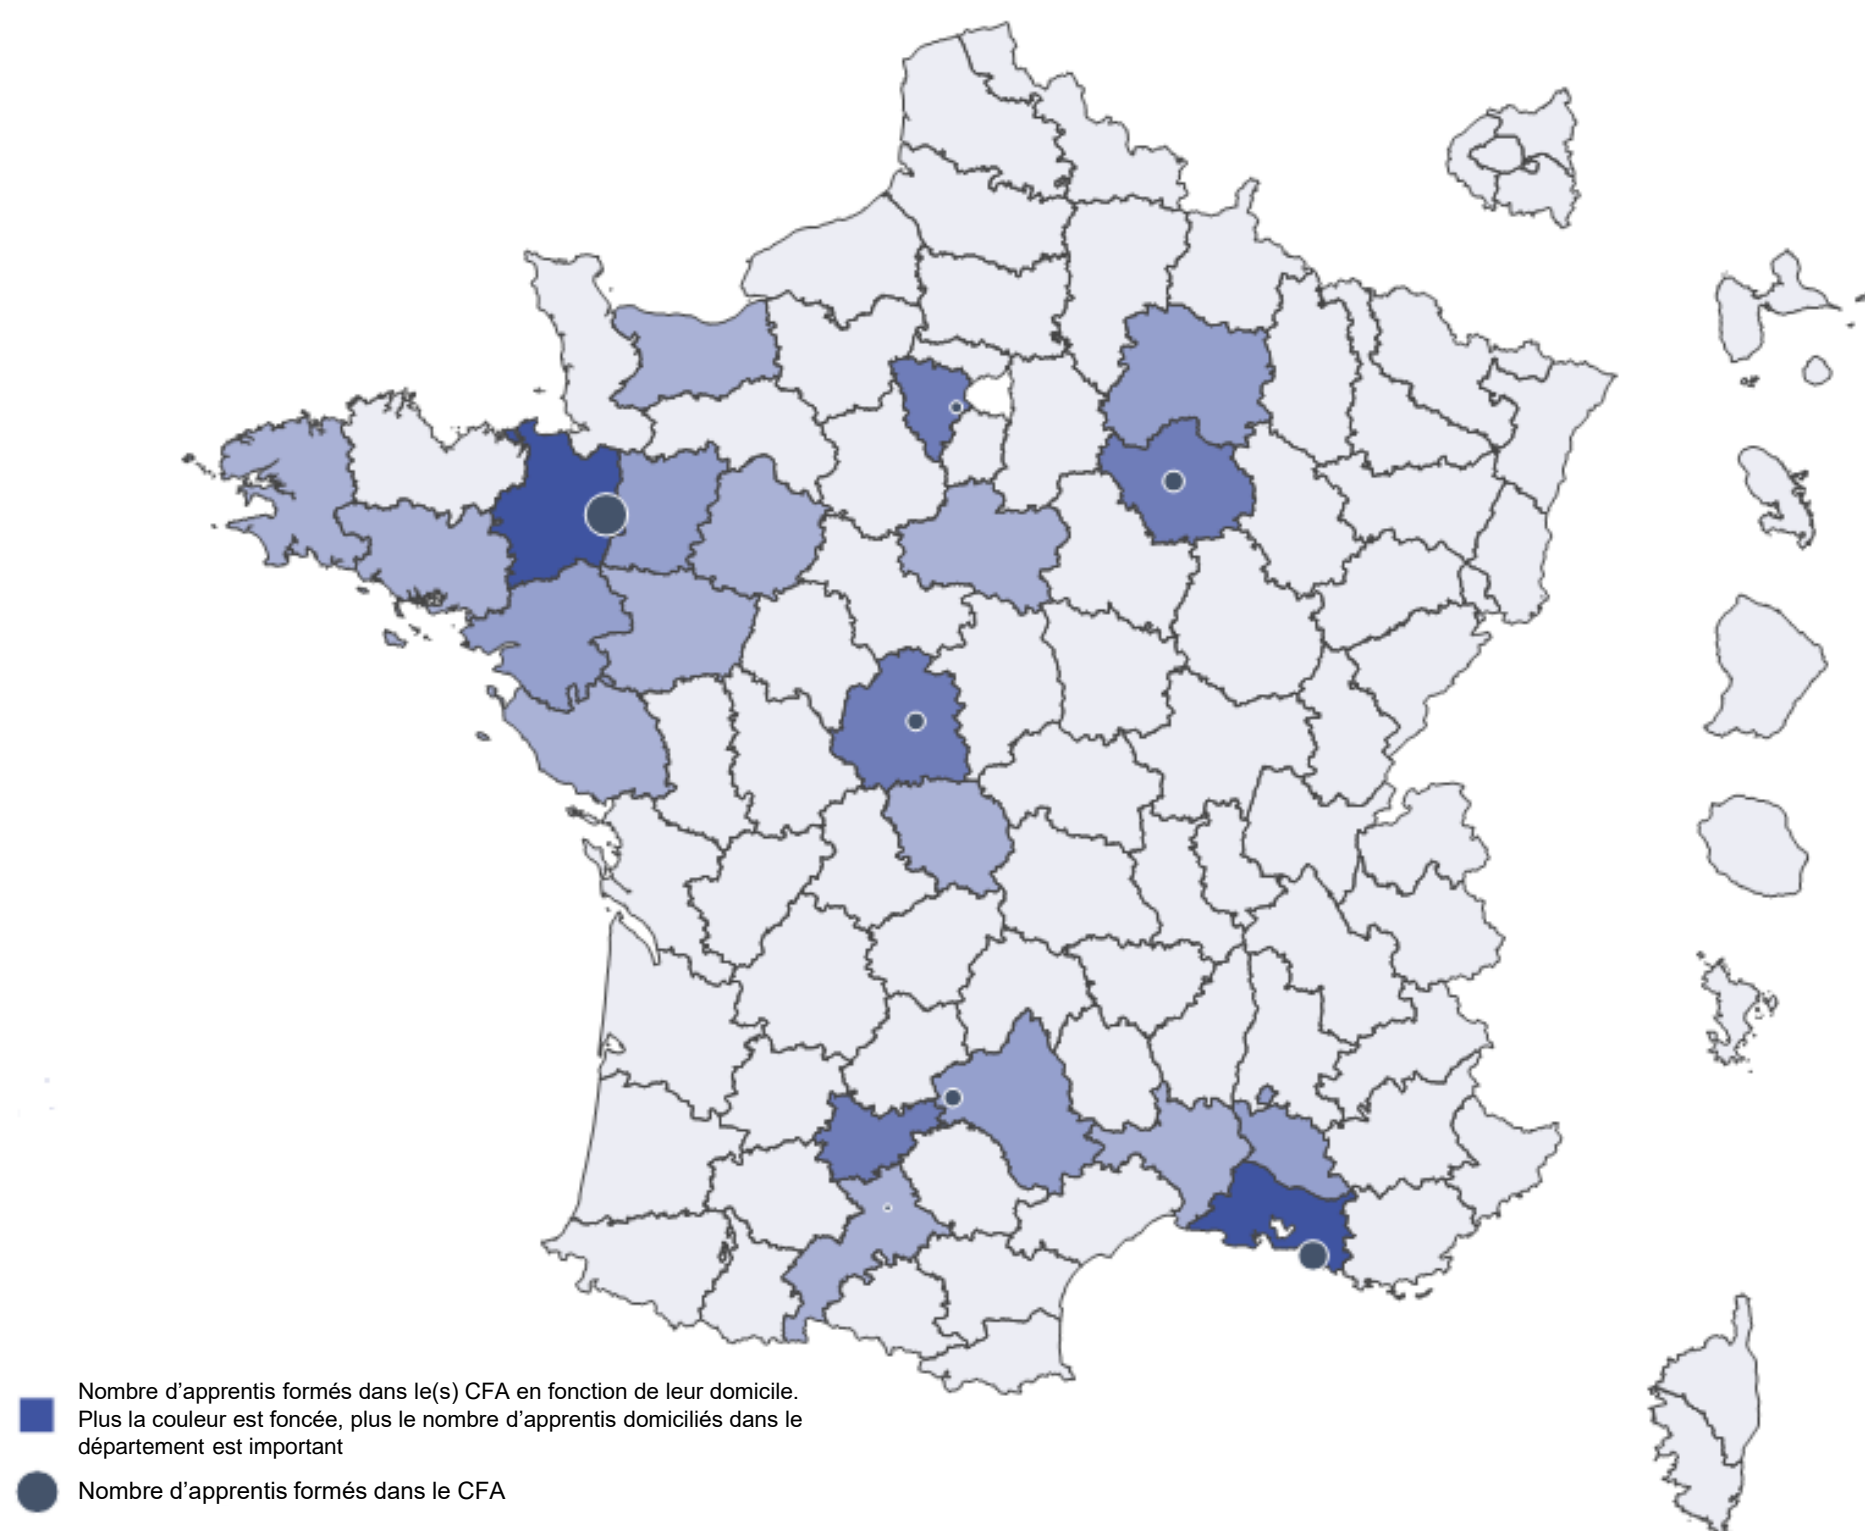 Nombre d’apprentis formés dans le(s) CFA en fonction de leur domicile.
Plus la couleur est foncée, plus le nombre d’apprentis domiciliés dans le
département est important
Nombre d’apprentis formés dans le CFA